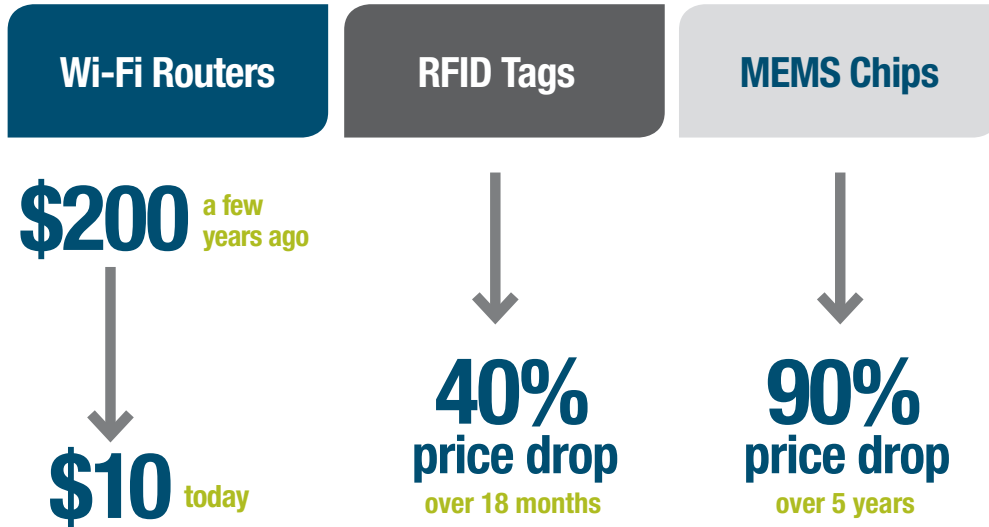 Wi-Fi Routers
$200 a few
years ago
$10 today
RFID Tags
40%
price drop
over 18 months
MEMS Chips
90%
price drop
over 5 years